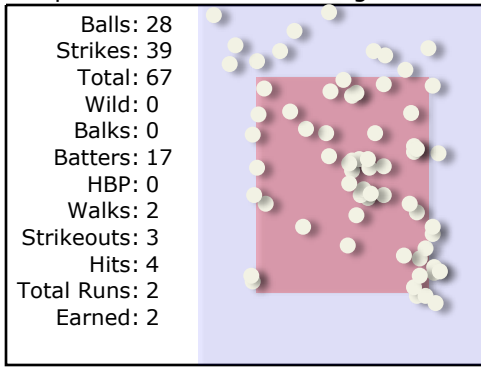 Balls: 28
Strikes: 39
Total: 67
Wild: 0
Balks: 0
Batters: 17
HBP: 0
Walks: 2
Strikeouts: 3
Hits: 4
Total Runs: 2
Earned: 2